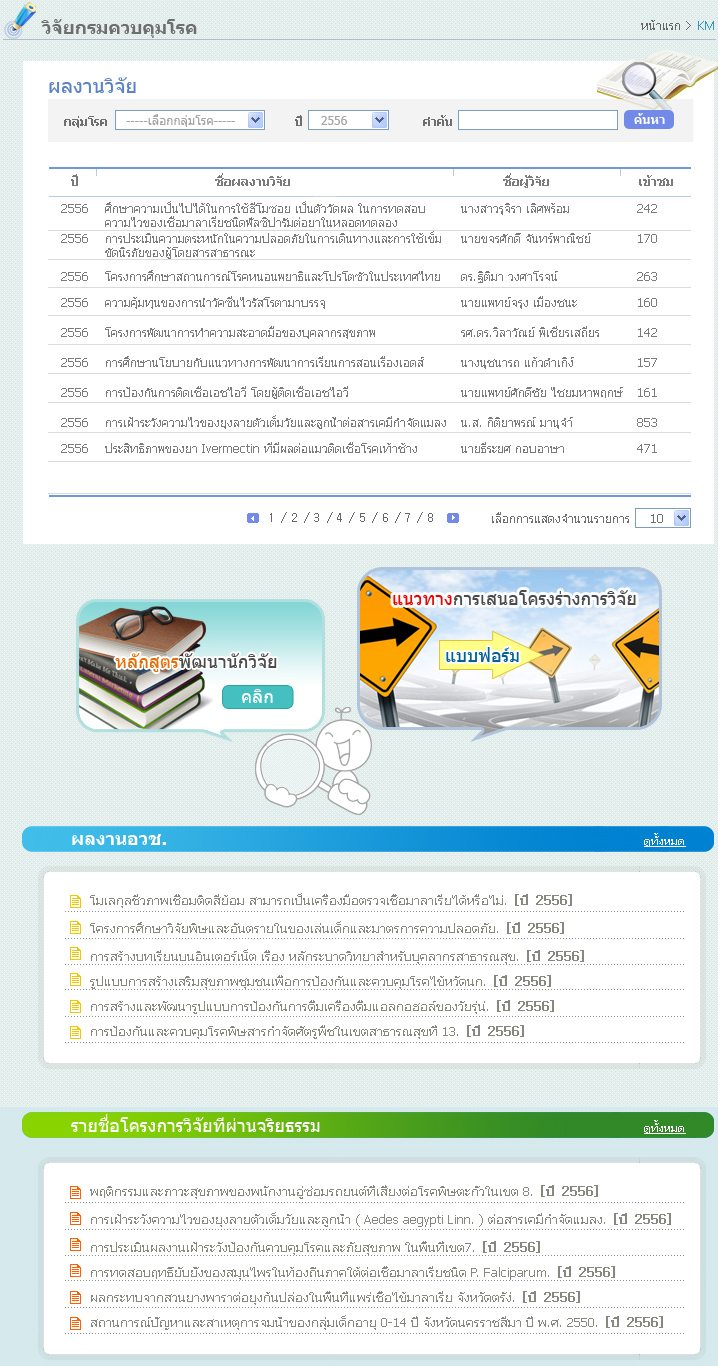 วิจัยกรมควบคุมโรค
หน้าแรก > KM
ผลงานวิจัย
กลุ่มโรค -----เลือกกลุ่มโรค----- ปี 2556 คำค้น ค้นหา
ปี ชื่อผลงานวิจัย ชื่อผู้วิจัย เข้าชม
2556 ศึกษาความเป็นไปได้ในการใช้ฮีโมซอย เป็นตัววัดผล ในการทดสอบ นางสาวรุจิรา เลิศพร้อม 242
ความไวของเชื้อมาลาเรียชนิดฟัลซิปารัมต่อยาในหลอดทดลอง
2556 การประเมินความตระหนักในความปลอดภัยในการเดินทางและการใช้เข็ม นายขจรศักดิ์ จันทร์พาณิชย์ 170
ขัดนิรภัยของผู้โดยสารสาธารณะ
2556 โครงการศึกษาสถานการณ์โรคหนอนพยาธิและโปรโตซัวในประเทศไทย ดร.ฐิติมา วงศาโรจน์ 263
2556 ความคุ้มทุนของการนำวัคซีนไวรัสโรตามาบรรจุ นายแพทย์จรุง เมืองชนะ 160
2556 โครงการพัฒนาการทำความสะอาดมือของบุคลากรสุขภาพ รศ.ดร.วิลาวัณย์ พิเชียรเสถียร 142
2556 การศึกษานโยบายกับแนวทางการพัฒนาการเรียนการสอนเรื่องเอดส์ นางนุชนารถ แก้วดำเกิง 157
2556 การป้องกันการติดเชื้อเอชไอวี โดยผู้ติดเชื้อเอชไอวี นายแพทย์ศักดิ์ชัย ไชยมหาพฤกษ์ 161
2556 การเฝ้าระวังความไวของยุงลายตัวเต็มวัยและลูกน้ำต่อสารเคมีกำจัดแมลง น.ส. กิติยาพรณ์ มานุจำ 853
2556 ประสิทธิภาพของยา Ivermectin ที่มีผลต่อแมวติดเชื้อโรคเท้าช้าง นายธีระยศ กอบอาษา 471
1 / 2 / 3 / 4 / 5 / 6 / 7 / 8 เลือกการแสดงจำนวนรายการ 10
แนวทางการเสนอโครงร่างการวิจัย
แบบฟอร์ม
หลักสูตรพัฒนานักวิจัย
คลิก
ผลงานอวช. ดูทั้งหมด
โมเลกุลชีวภาพเชื่อมติดสีย้อม สามารถเป็นเครื่องมือตรวจเชื้อมาลาเรียได้หรือไม่. [ปี 2556]
โครงการศึกษาวิจัยพิษและอันตรายในของเล่นเด็กและมาตรการความปลอดภัย. [ปี 2556]
การสร้างบทเรียนบนอินเตอร์เน็ต เรื่อง หลักระบาดวิทยาสำหรับบุคลากรสาธารณสุข. [ปี 2556]
รูปแบบการสร้างเสริมสุขภาพชุมชนเพื่อการป้องกันและควบคุมโรคไข้หวัดนก. [ปี 2556]
การสร้างและพัฒนารูปแบบการป้องกันการดื่มเครื่องดื่มแอลกอฮอล์ของวัยรุ่น. [ปี 2556]
การป้องกันและควบคุมโรคพิษสารกำจัดศัตรูพืชในเขตสาธารณสุขที่ 13. [ปี 2556]
รายชื่อโครงการวิจัยที่ผ่านจริยธรรม ดูทั้งหมด
พฤติกรรมและภาวะสุขภาพของพนักงานอู่ซ่อมรถยนต์ที่เสี่ยงต่อโรคพิษตะกั่วในเขต 8. [ปี 2556]
การเฝ้าระวังความไวของยุงลายตัวเต็มวัยและลูกน้ำ ( Aedes aegypti Linn. ) ต่อสารเคมีกำจัดแมลง. [ปี 2556]
การประเมินผลงานเฝ้าระวังป้องกันควบคุมโรคและภัยสุขภาพ ในพื้นที่เขต7. [ปี 2556]
การทดสอบฤทธิ์ยับยั้งของสมุนไพรในท้องถิ่นภาคใต้ต่อเชื้อมาลาเรียชนิด P. Falciparum. [ปี 2556]
ผลกระทบจากสวนยางพาราต่อยุงก้นปล่องในพื้นที่แพร่เชื้อไข้มาลาเรีย จังหวัดตรัง. [ปี 2556]
สถานการณ์ปัญหาและสาเหตุการจมน้ำของกลุ่มเด็กอายุ 0-14 ปี จังหวัดนครราชสีมา ปี พ.ศ. 2550. [ปี 2556]